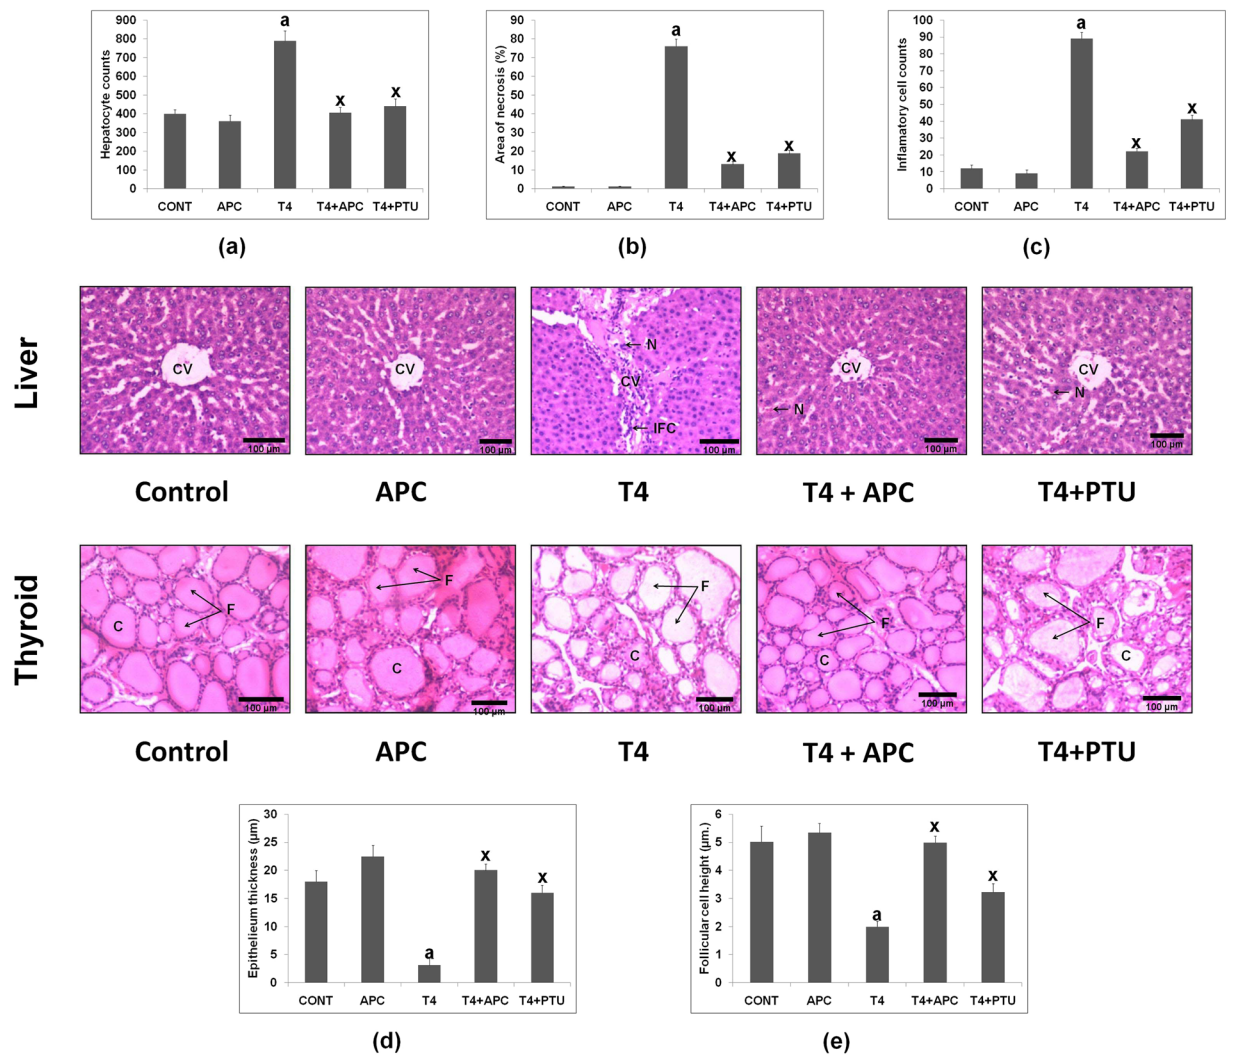 900
800
700
600
500
400
300
200
100
0
Hepatocyte counts
a
x
x
CONT APC T4 T4+APC T4+PTU
(a)
90
80
70
60
50
40
30
20
10
0
Area of necrosis (%)
a
x
x
CONT APC T4 T4+APC T4+PTU
(b)
100
90
80
70
60
50
40
30
20
10
0
Inflamatory cell counts
a
x
x
CONT APC T4 T4+APC T4+PTU
(c)
Liver
CV
100 µm
CV
100 µm
N
CV
IFC
100 µm
CV
N
100 µm
CV
N
100 µm
Control APC T4 T4 + APC T4+PTU
Thyroid
F
C
100 µm
F
C
100 µm
F
C
100 µm
F
C
100 µm
F
C
100 µm
Control APC T4 T4 + APC T4+PTU
30
25
20
15
10
5
0
Epithelieum thickness (µm)
a
x
x
CONT APC T4 T4+APC T4+PTU
(d)
6
5
4
3
2
1
0
Follicular cell height (µm.)
a
x
x
CONT APC T4 T4+APC T4+PTU
(e)